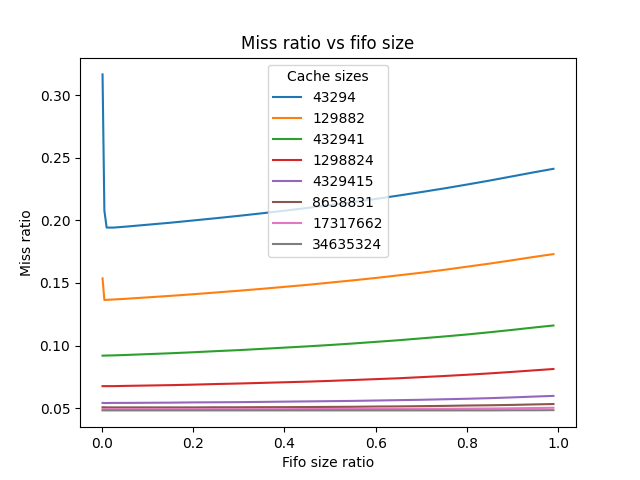 Miss ratio vs fifo size
Cache sizes
43294
129882
432941
1298824
4329415
8658831
17317662
34635324
Miss ratio
0.30
0.25
0.20
0.15
0.10
0.05
0.0 0.2 0.4 0.6 0.8 1.0
Fifo size ratio